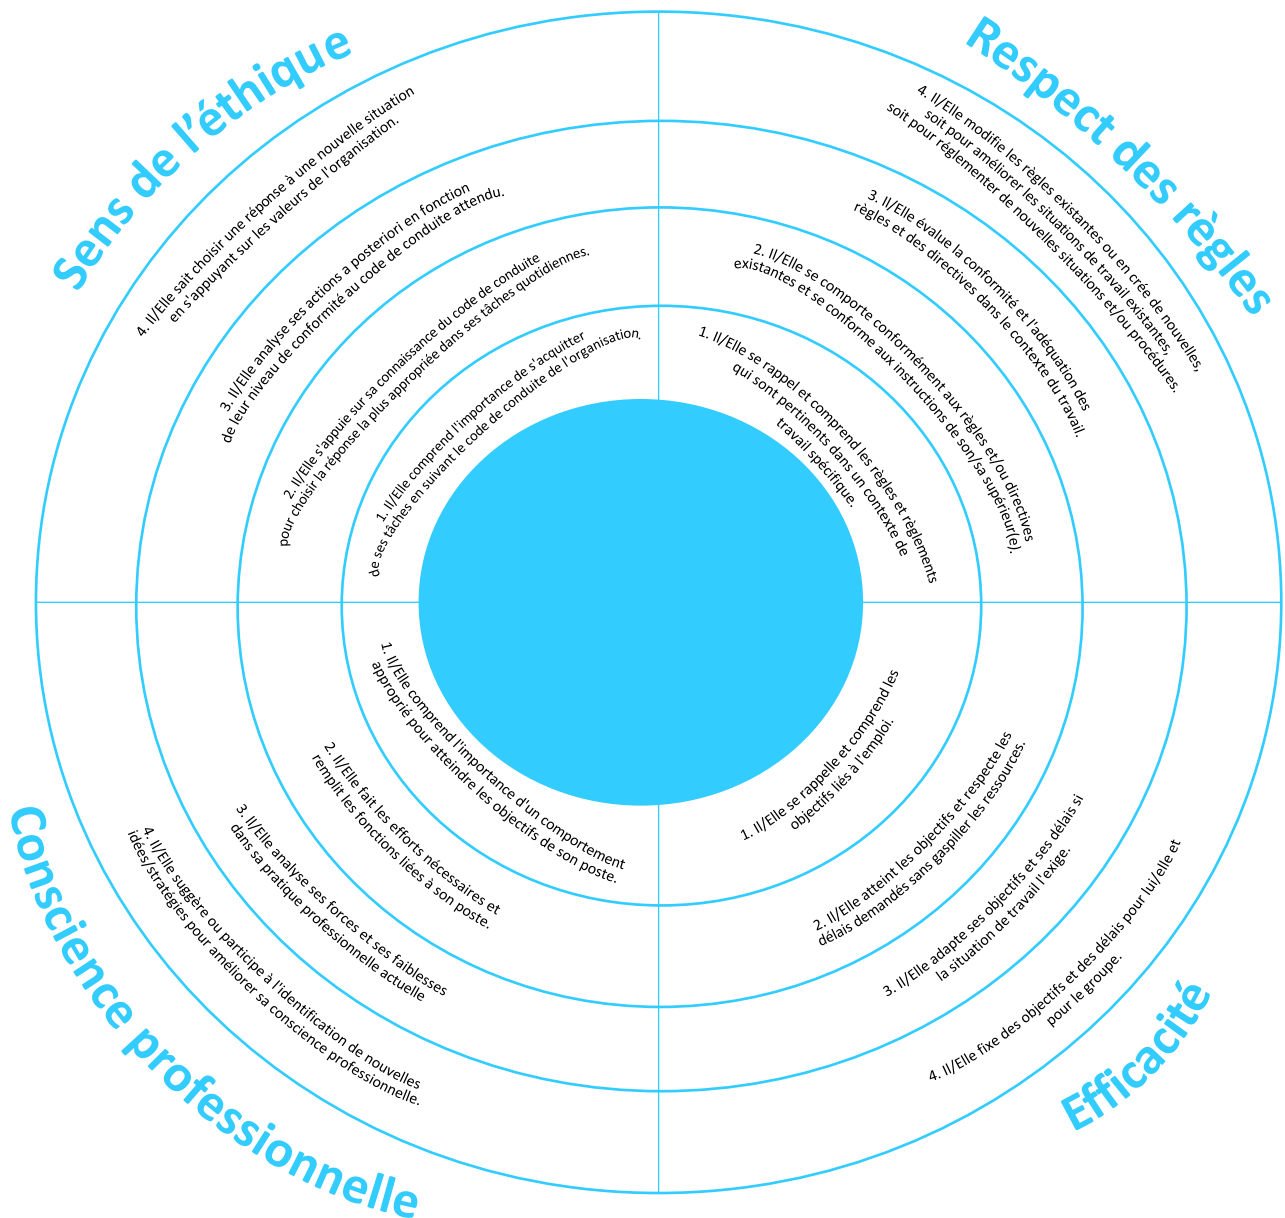 Sens de l'éthique
4. Il/Elle sait choisir une réponse à une nouvelle situation
en s'appuyant sur les valeurs de l'organisation.
3. Il/Elle analyse ses actions a posteriori en fonction
de leur niveau de conformité au code de conduite attendu.
2. Il/Elle s'appuie sur sa connaissance du code de conduite
pour choisir la réponse la plus appropriée dans ses tâches quotidiennes.
1. Il/Elle comprend l'importance de s'acquitter
de ses tâches en suivant le code de conduite de l'organisation.
Respect des règles
4. Il/Elle modifie les règles existantes ou en crée de nouvelles,
soit pour améliorer les situations de travail existantes,
soit pour réglementer de nouvelles situations et/ou procédures.
3. Il/Elle évalue la conformité et l'adéquation des
règles et des directives dans le contexte du travail.
2. Il/Elle se comporte conformément aux règles et/ou directives
existantes et se conforme aux instructions de son/sa supérieur(e).
1. Il/Elle se rappel et comprend les règles et règlements
qui sont pertinents dans un contexte de
travail spécifique.
Conscience professionnelle
1. Il/Elle comprend l'importance d'un comportement
approprié pour atteindre les objectifs de son poste.
2. Il/Elle fait les efforts nécessaires et
remplit les fonctions liées à son poste.
3. Il/Elle analyse ses forces et ses faiblesses
dans sa pratique professionnelle actuelle
4. Il/Elle suggère ou participe à l'identification de nouvelles
idées/stratégies pour améliorer sa conscience professionnelle.
Efficacité
1. Il/Elle se rappelle et comprend les
objectifs liés à l'emploi.
2. Il/Elle atteint les objectifs et respecte les
délais demandés sans gaspiller les ressources.
3. Il/Elle adapte ses objectifs et ses délais si
la situation de travail l'exige.
4. Il/Elle fixe des objectifs et des délais pour lui/elle et
pour le groupe.